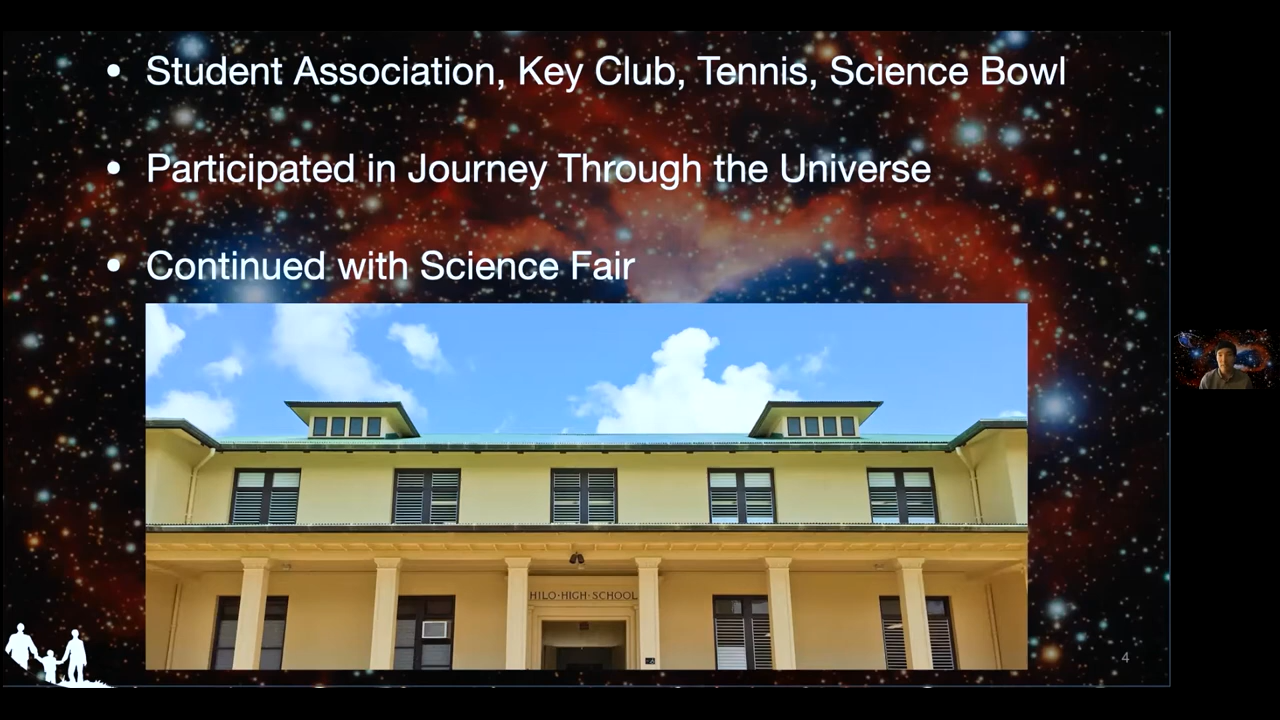 • Student Association, Key Club, Tennis, Science Bowl
• Participated in Journey Through the Universe
• Continued with Science Fair
HILO·HIGH·SCHOOL
4